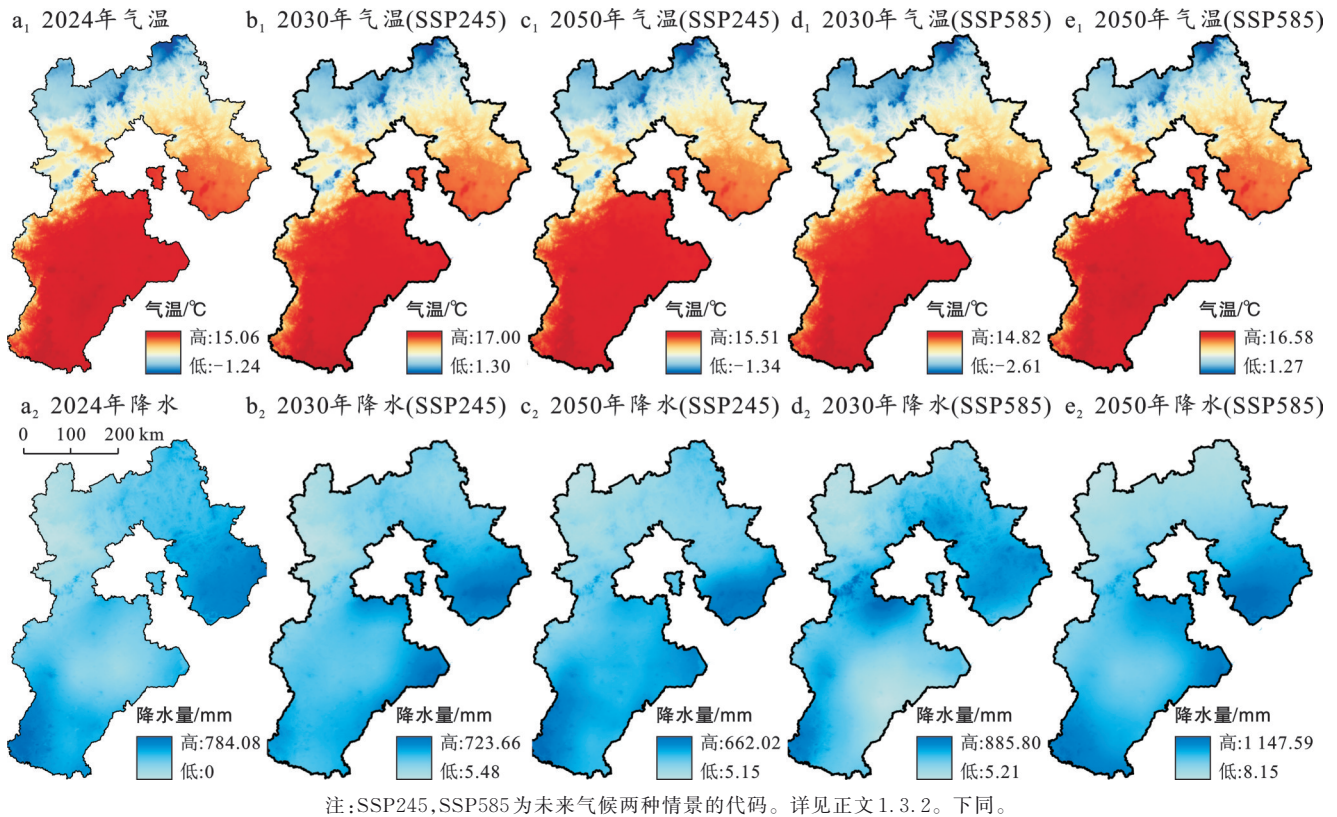 a₁ 2024年气温
b₁ 2030年气温(SSP245)
c₁ 2050年气温(SSP245)
d₁ 2030年气温(SSP585)
e₁ 2050年气温(SSP585)
气温/℃
高:15.06
低:−1.24
气温/℃
高:17.00
低:1.30
气温/℃
高:15.51
低:−1.34
气温/℃
高:14.82
低:−2.61
气温/℃
高:16.58
低:1.27
a₂ 2024年降水
b₂ 2030年降水(SSP245)
c₂ 2050年降水(SSP245)
d₂ 2030年降水(SSP585)
e₂ 2050年降水(SSP585)
0 100 200 km
降水量/mm
高:784.08
低:0
降水量/mm
高:723.66
低:5.48
降水量/mm
高:662.02
低:5.15
降水量/mm
高:885.80
低:5.21
降水量/mm
高:1 147.59
低:8.15
注:SSP245,SSP585为未来气候两种情景的代码。详见正文1.3.2。下同。